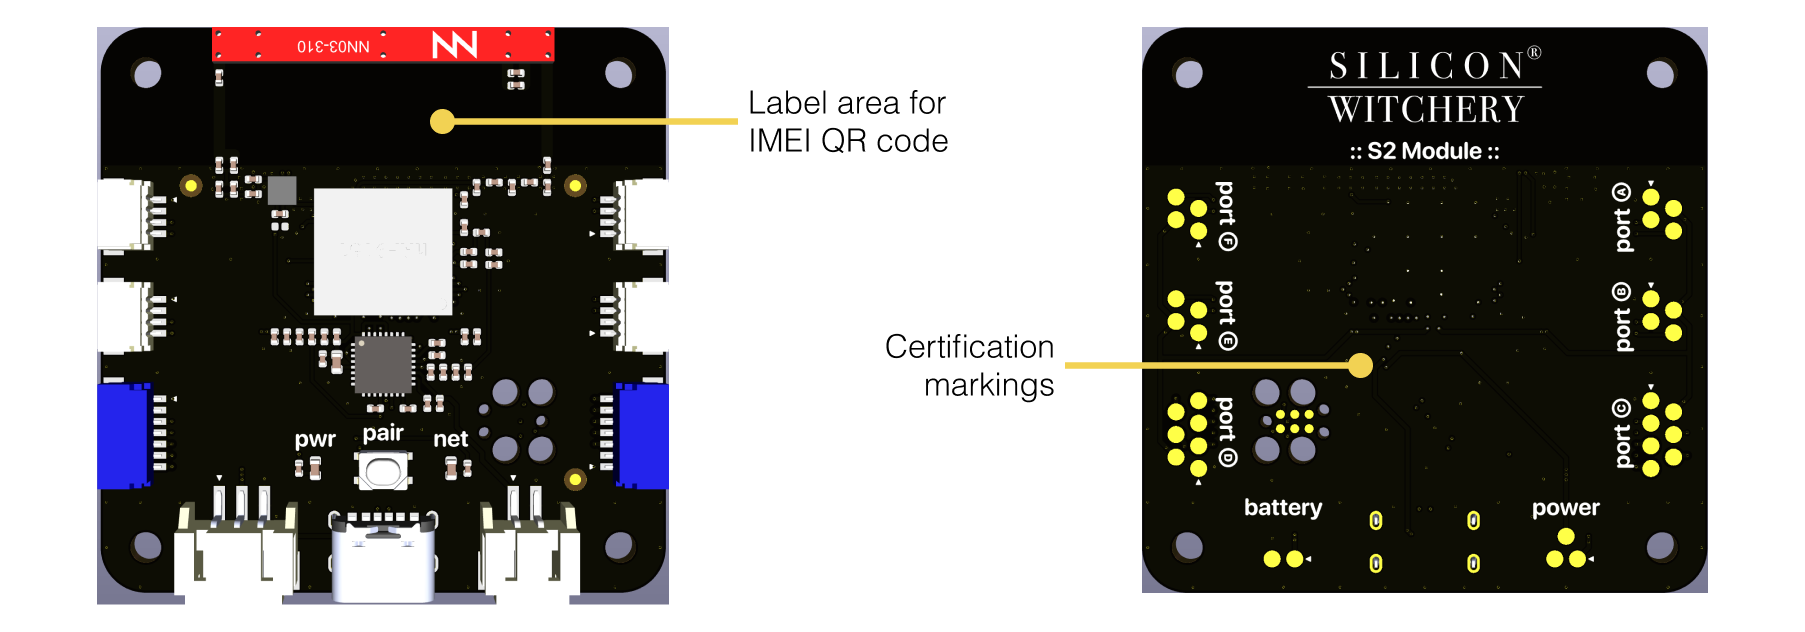 NN03-310
Label area for
IMEI QR code
pwr
pair
net
SILICON®
WITCHERY
:: S2 Module ::
port F
port A
port E
port B
Certification
markings
port D
port C
battery
power